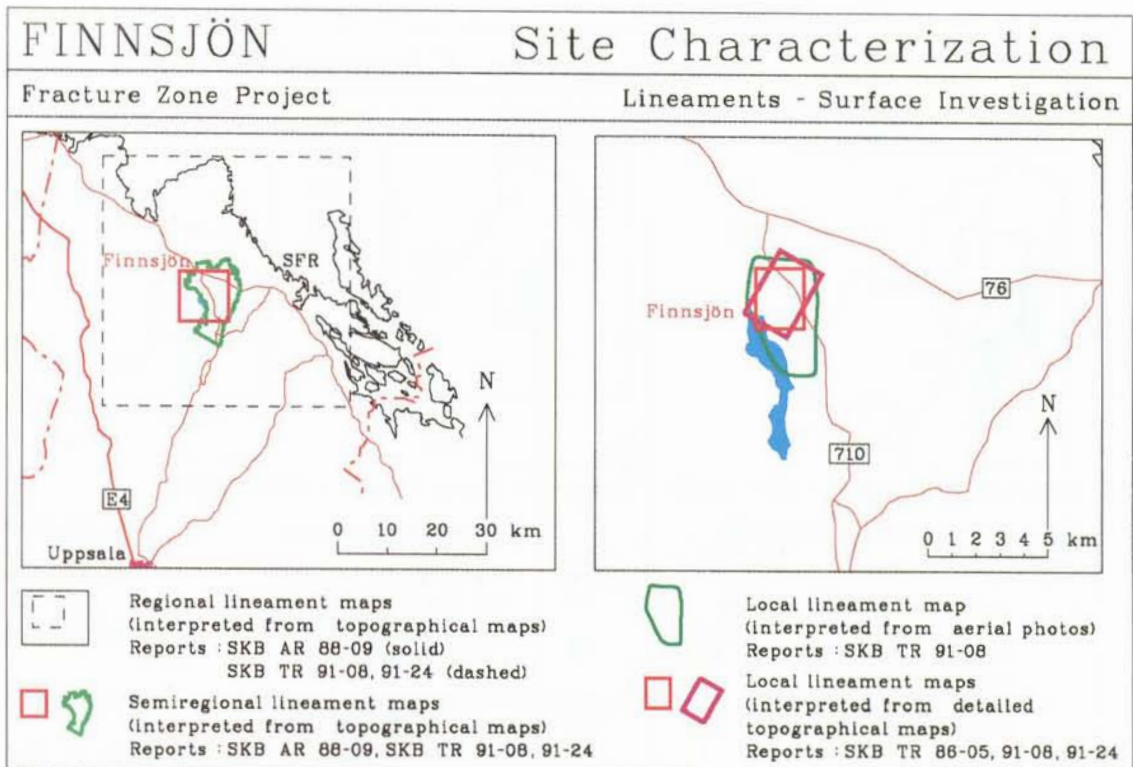 FINNSJÖN Site Characterization
Fracture Zone Project Lineaments - Surface Investigation
Finnsjön
SFR
N
E4
0 10 20 30 km
Uppsala
76
Finnsjön
N
710
0 1 2 3 4 5 km
Regional lineament maps
(interpreted from topographical maps)
Reports : SKB AR 88-09 (solid)
SKB TR 91-08, 91-24 (dashed)
Semiregional lineament maps
(interpreted from topographical maps)
Reports : SKB AR 88-09, SKB TR 91-08, 91-24
Local lineament map
(interpreted from aerial photos)
Reports : SKB TR 91-08
Local lineament maps
(interpreted from detailed
topographical maps)
Reports : SKB TR 86-05, 91-08, 91-24